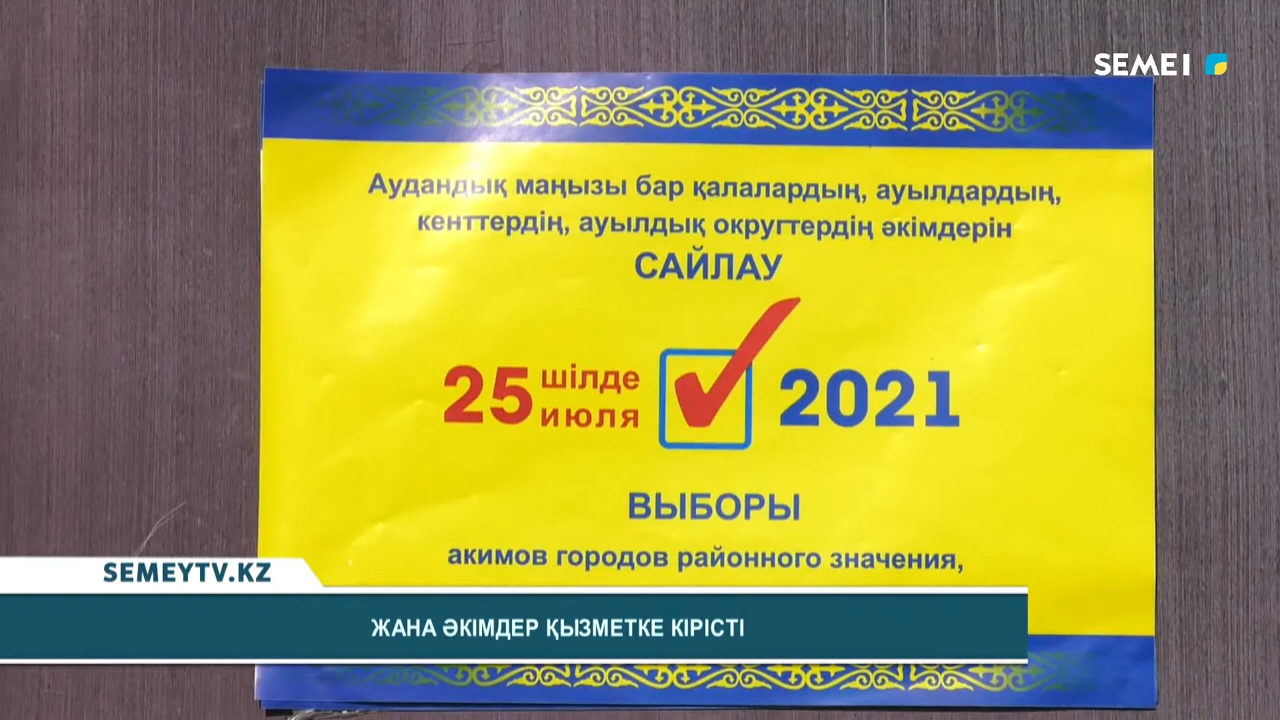 SEMEI
Аудандық маңызы бар қалалардың, ауылдардың,
кенттердің, ауылдық округтердің әкімдерін
САЙЛАУ
25 шілде
июля
2021
ВЫБОРЫ
акимов городов районного значения,
SEMEYTV.KZ
ЖАНА ӘКІМДЕР ҚЫЗМЕТКЕ КІРІСТІ